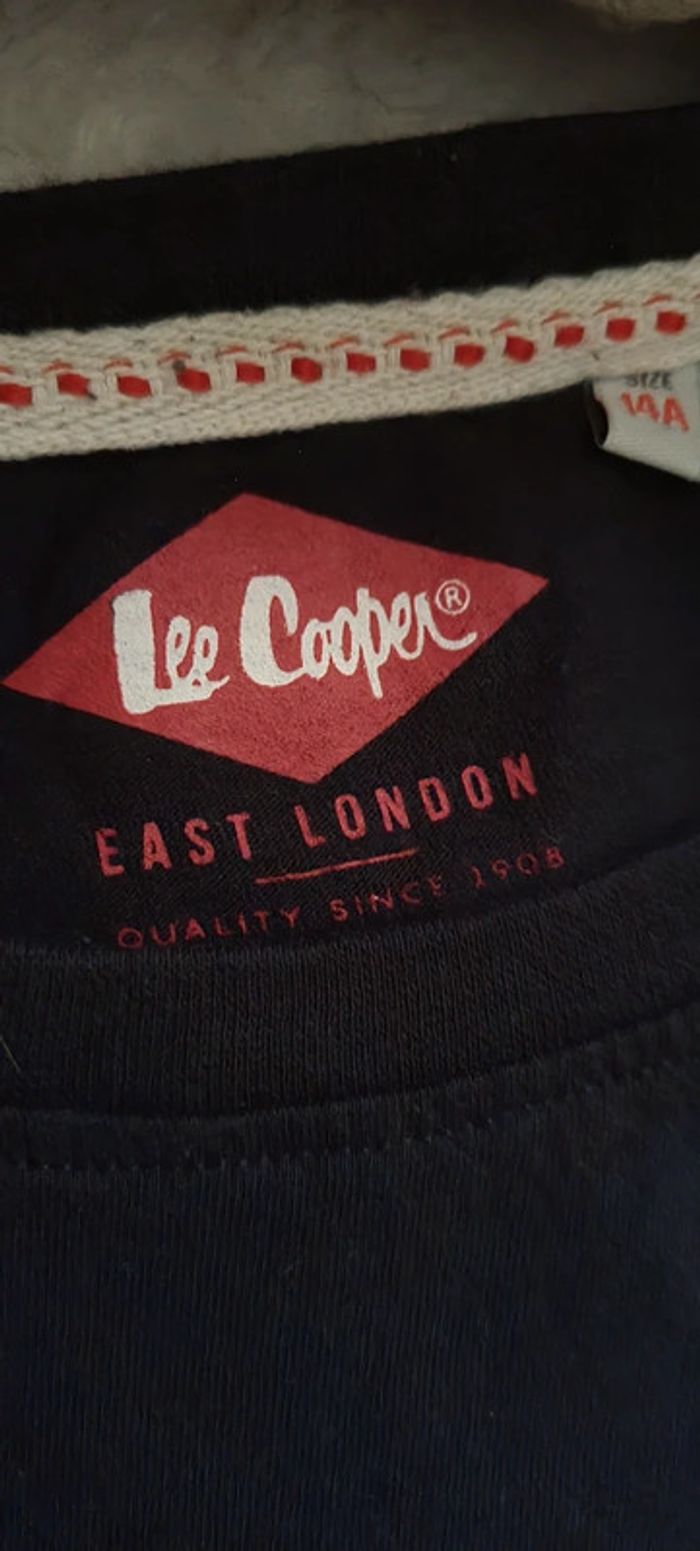 SIZE
14A
Lee Cooper®
EAST LONDON
QUALITY SINCE 1908